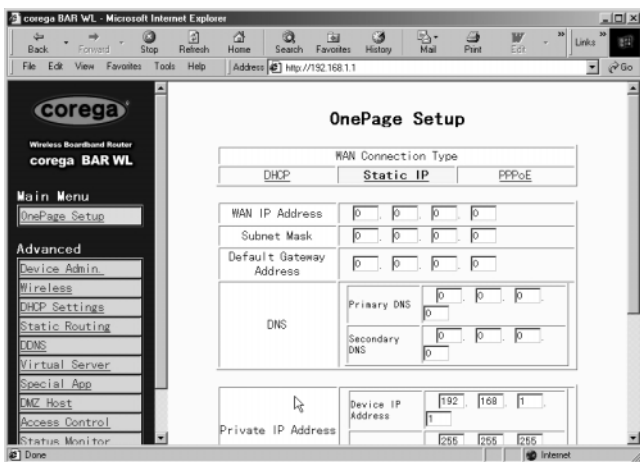 corega BAR WL - Microsoft Internet Explorer
Back Forward Stop Refresh Home Search Favorites History Mail Print Edit » Links »
File Edit View Favorites Tools Help Address http://192.168.1.1 Go
corega
Wireless Boardband Router
corega BAR WL
Main Menu
OnePage Setup
Advanced
Device Admin.
Wireless
DHCP Settings
Static Routing
DDNS
Virtual Server
Special App
DMZ Host
Access Control
Status Monitor
OnePage Setup
WAN Connection Type
DHCP Static IP PPPoE
WAN IP Address 0 . 0 . 0 . 0
Subnet Mask 0 . 0 . 0 . 0
Default Gateway
Address 0 . 0 . 0 . 0
DNS
Primary DNS 0 . 0 . 0 .
0
Secondary
DNS 0 . 0 . 0 .
0
Private IP Address
Device IP
Address 192 . 168 . 1 .
1
255 255 255
Done Internet